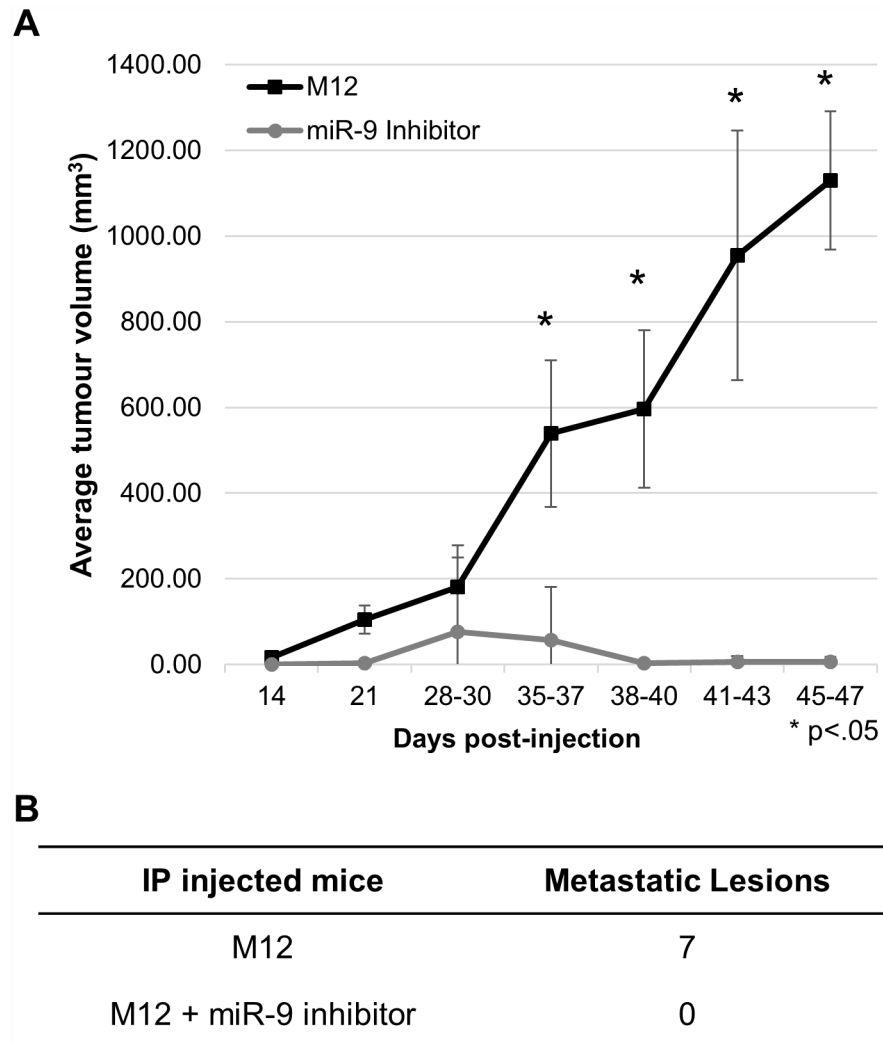 A
1400.00
1200.00
1000.00
800.00
600.00
400.00
200.00
0.00
Average tumour volume (mm³)
M12
miR-9 Inhibitor
*
*
*
*
14 21 28-30 35-37 38-40 41-43 45-47
Days post-injection
* p<.05
B
IP injected mice Metastatic Lesions
M12 7
M12 + miR-9 inhibitor 0